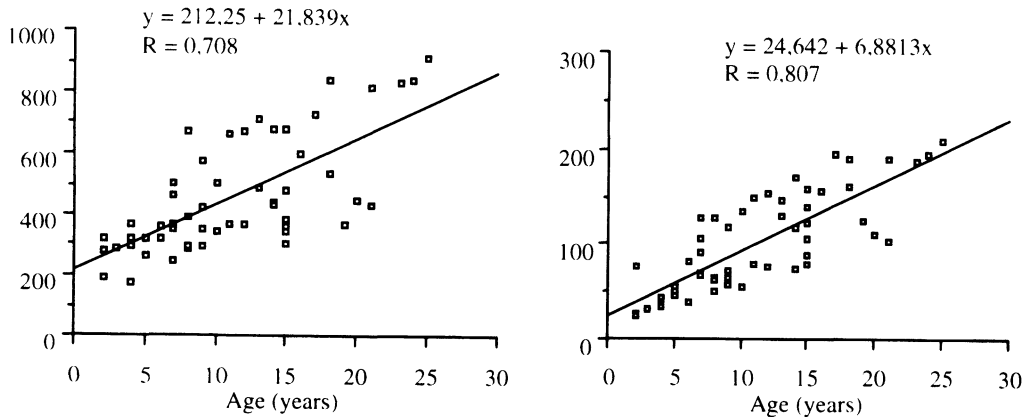 y = 212,25 + 21,839x
R = 0,708
1000
800
600
400
200
0
0 5 10 15 20 25 30
Age (years)
y = 24,642 + 6,8813x
R = 0,807
300
200
100
0
0 5 10 15 20 25 30
Age (years)